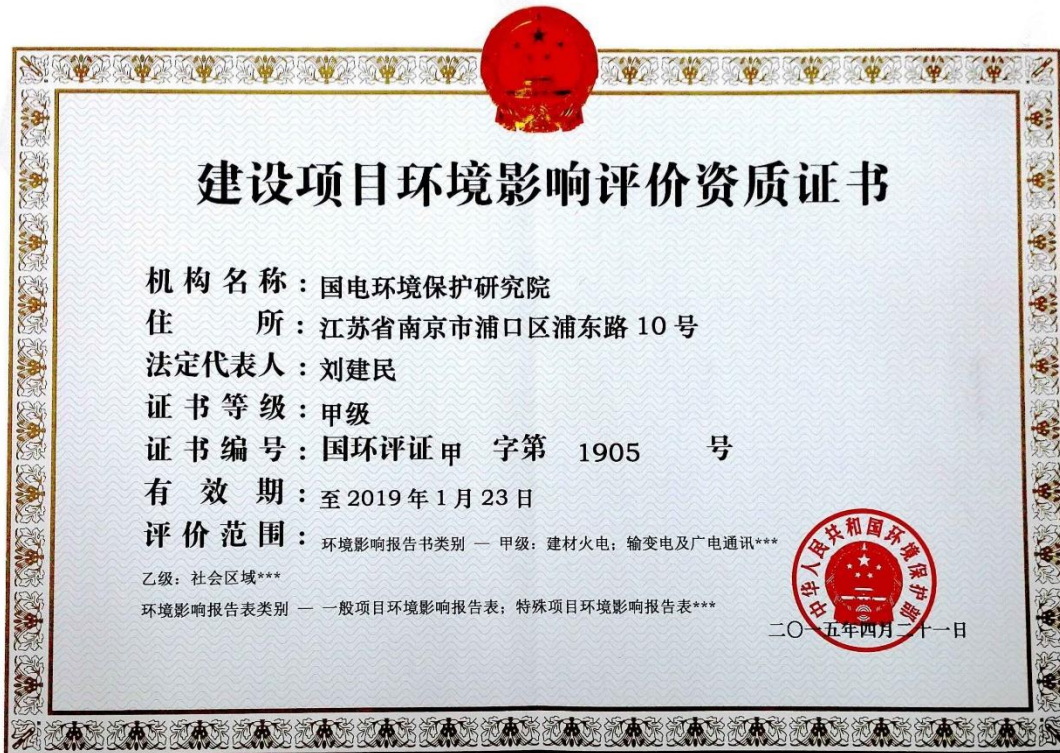 建设项目环境影响评价资质证书
机构名称：国电环境保护研究院
住所：江苏省南京市浦口区浦东路 10 号
法定代表人：刘建民
证书等级：甲级
证书编号：国环评证 甲 字第 1905 号
有效期：至 2019 年 1 月 23 日
评价范围：环境影响报告书类别 — 甲级：建材火电；输变电及广电通讯***
乙级：社会区域***
环境影响报告表类别 — 一般项目环境影响报告表；特殊项目环境影响报告表***
中华人民共和国环境保护部
二〇一五年四月二十一日